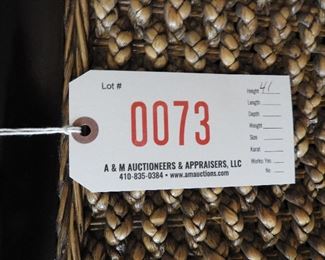 Lot #
0073
A & M AUCTIONEERS & APPRAISERS, LLC
410-835-0384 • www.amauctions.com
Height 41
Length
Depth
Weight
Size
Karat
Works Yes
No